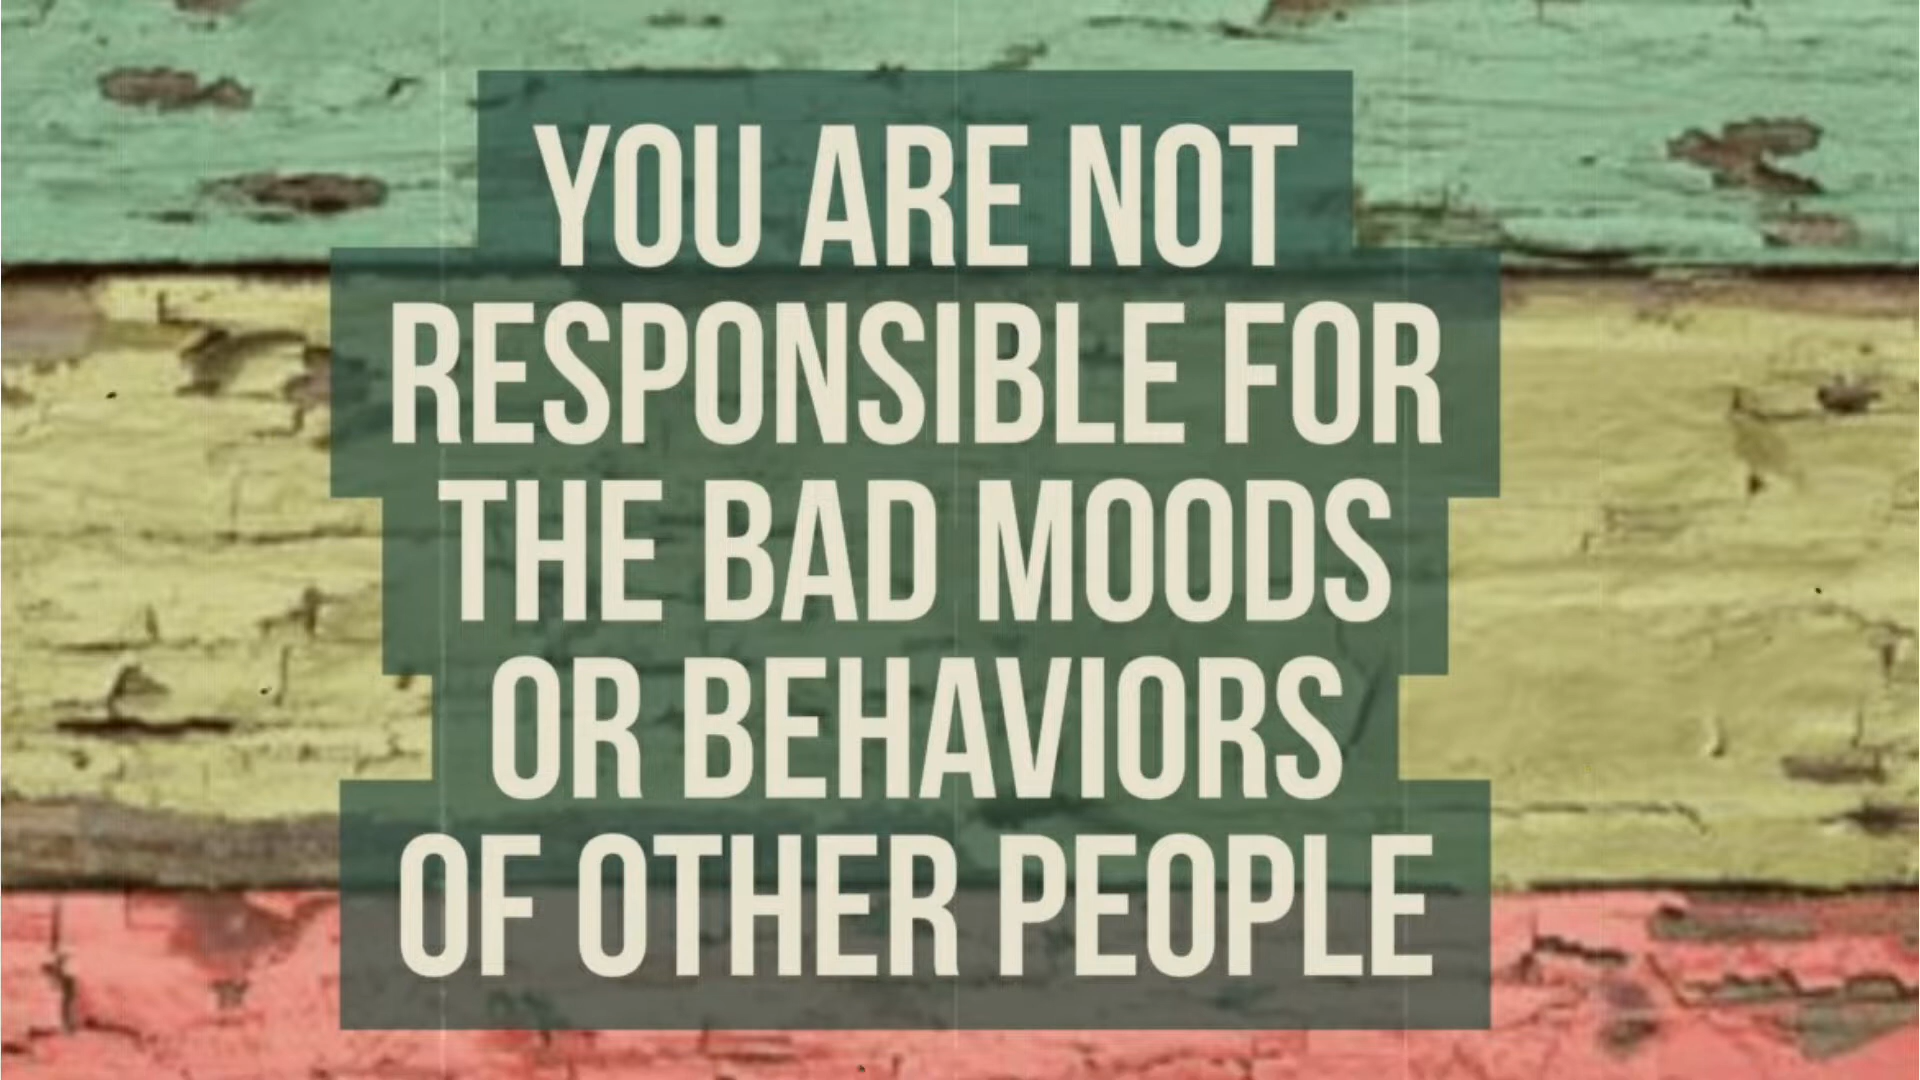 YOU ARE NOT
RESPONSIBLE FOR
THE BAD MOODS
OR BEHAVIORS
OF OTHER PEOPLE